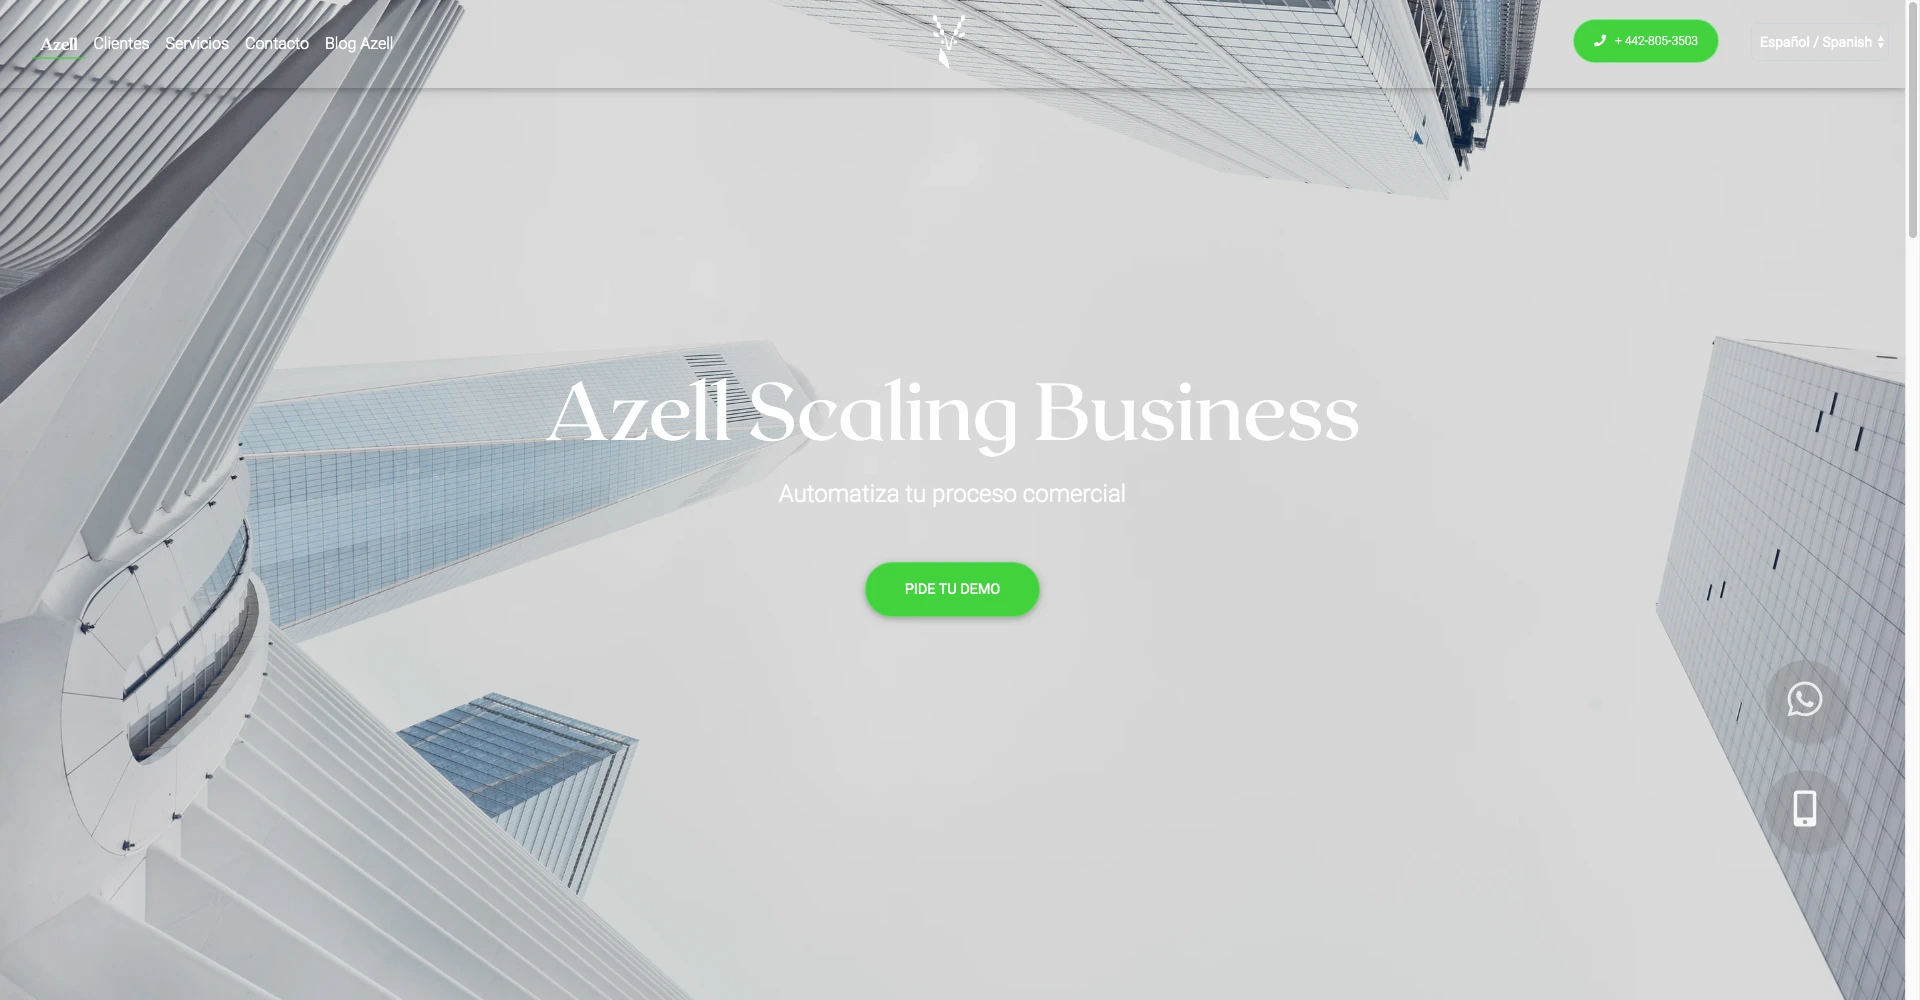 Azell Clientes Servicios Contacto Blog Azell
+ 442-805-3503
Español / Spanish
Azell Scaling Business
Automatiza tu proceso comercial
PIDE TU DEMO